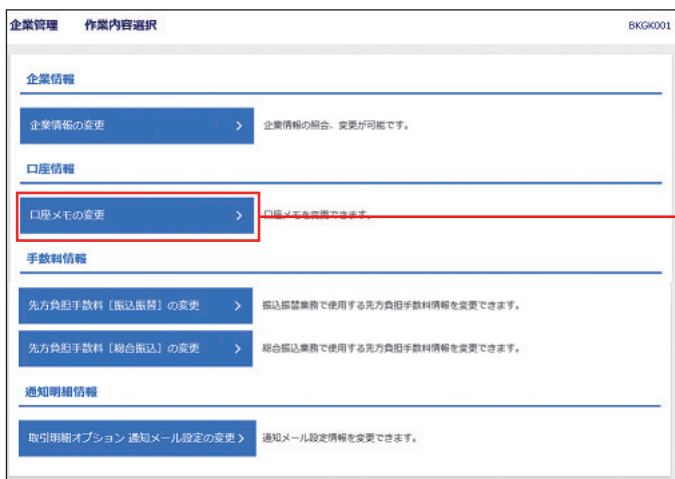 企業管理 作業内容選択 BKGK001
企業情報
企業情報の変更 企業情報の照会、変更が可能です。
口座情報
口座メモの変更 口座メモを変更できます。
手数料情報
先方負担手数料［振込振替］の変更 振込振替業務で使用する先方負担手数料情報を変更できます。
先方負担手数料［総合振込］の変更 総合振込業務で使用する先方負担手数料情報を変更できます。
通知明細情報
取引明細オプション 通知メール設定の変更 通知メール設定情報を変更できます。